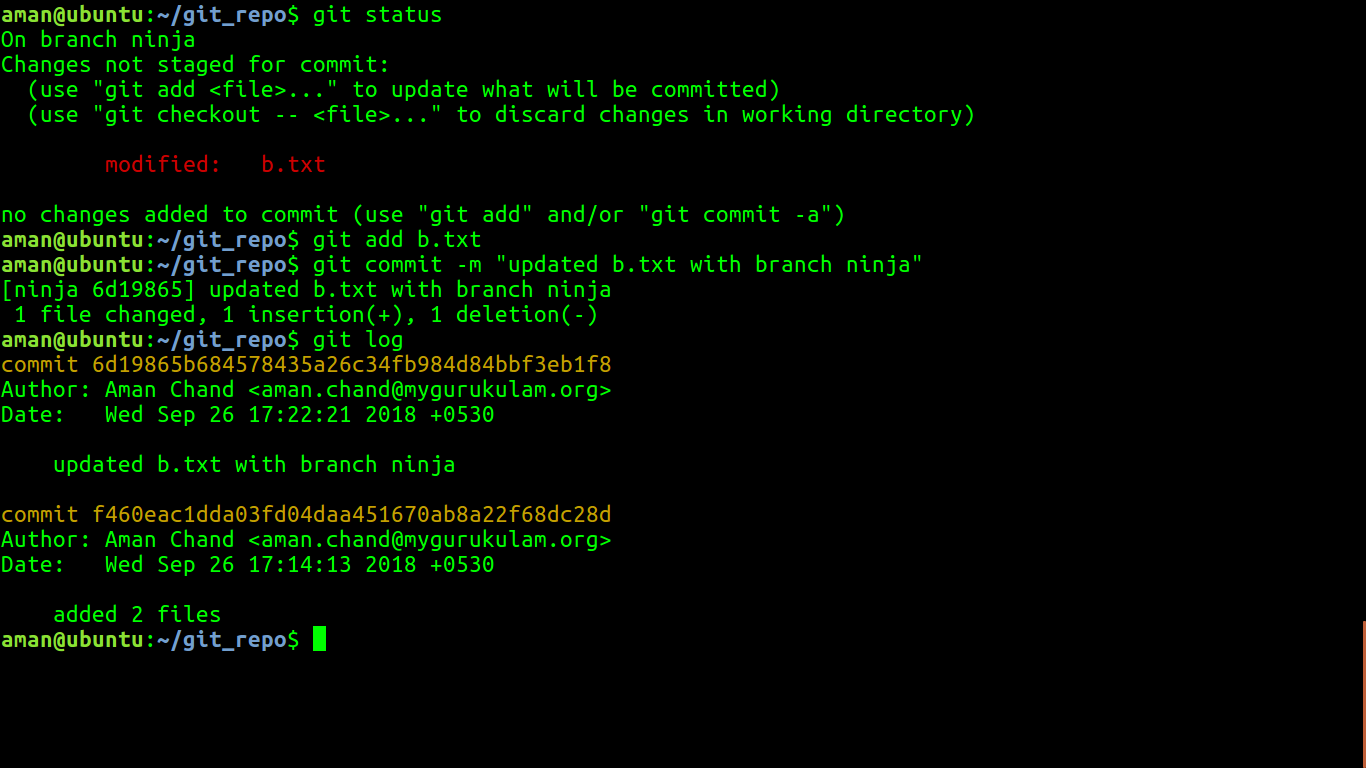 aman@ubuntu:~/git_repo$ git status
On branch ninja
Changes not staged for commit:
  (use "git add <file>..." to update what will be committed)
  (use "git checkout -- <file>..." to discard changes in working directory)

        modified:   b.txt

no changes added to commit (use "git add" and/or "git commit -a")
aman@ubuntu:~/git_repo$ git add b.txt
aman@ubuntu:~/git_repo$ git commit -m "updated b.txt with branch ninja"
[ninja 6d19865] updated b.txt with branch ninja
 1 file changed, 1 insertion(+), 1 deletion(-)
aman@ubuntu:~/git_repo$ git log
commit 6d19865b684578435a26c34fb984d84bbf3eb1f8
Author: Aman Chand <aman.chand@mygurukulam.org>
Date:   Wed Sep 26 17:22:21 2018 +0530

    updated b.txt with branch ninja

commit f460eac1dda03fd04daa451670ab8a22f68dc28d
Author: Aman Chand <aman.chand@mygurukulam.org>
Date:   Wed Sep 26 17:14:13 2018 +0530

    added 2 files
aman@ubuntu:~/git_repo$